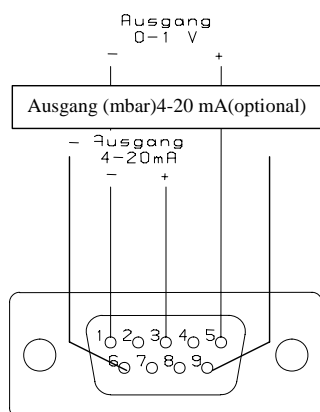 Ausgang
0-1 V
- +
Ausgang (mbar)4-20 mA(optional)
- Ausgang
4-20mA
- +
1 2 3 4 5
6 7 8 9